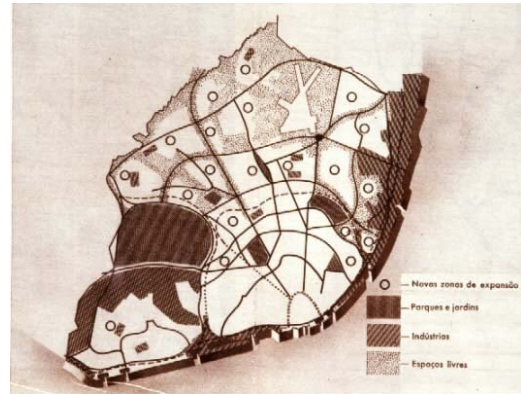 Novas zonas de expansão
Parques e jardins
Indústrias
Espaços livres